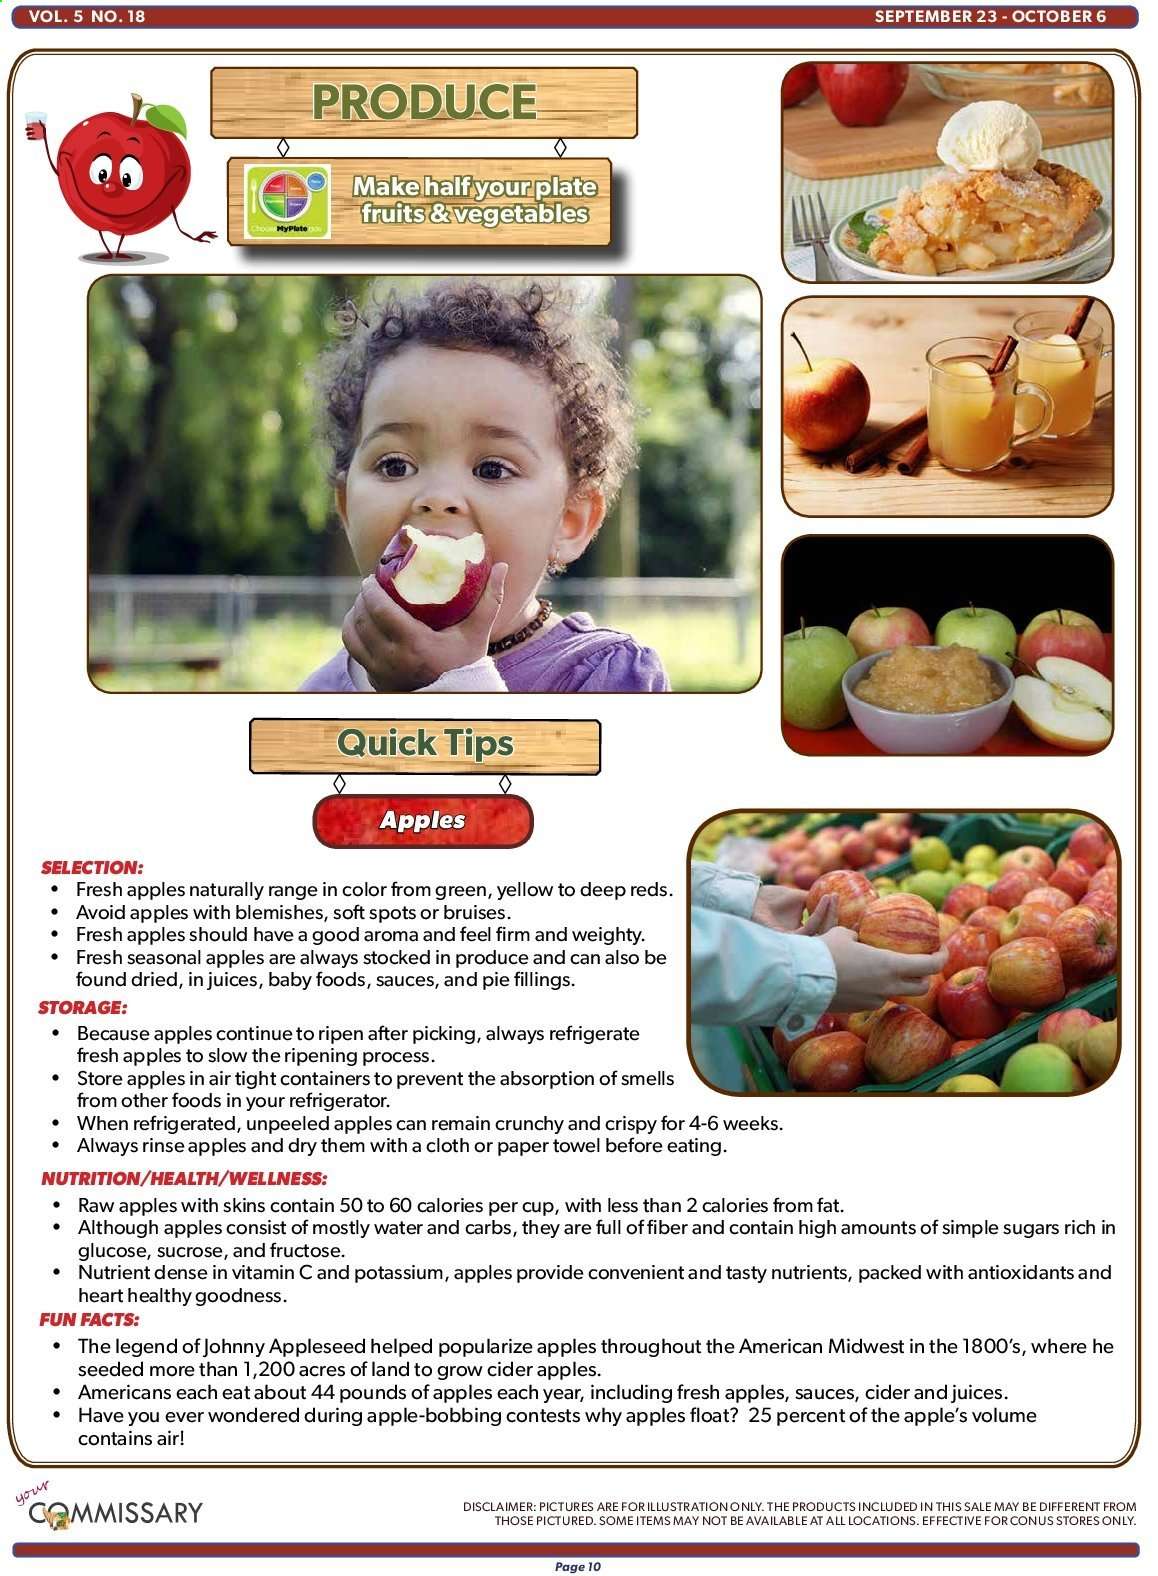 VOL. 5 NO. 18
SEPTEMBER 23 - OCTOBER 6
PRODUCE
Make half your plate
fruits & vegetables
ChooseMyPlate.gov
Quick Tips
Apples
SELECTION:
• Fresh apples naturally range in color from green, yellow to deep reds.
• Avoid apples with blemishes, soft spots or bruises.
• Fresh apples should have a good aroma and feel firm and weighty.
• Fresh seasonal apples are always stocked in produce and can also be
found dried, in juices, baby foods, sauces, and pie fillings.
STORAGE:
• Because apples continue to ripen after picking, always refrigerate
fresh apples to slow the ripening process.
• Store apples in air tight containers to prevent the absorption of smells
from other foods in your refrigerator.
• When refrigerated, unpeeled apples can remain crunchy and crispy for 4-6 weeks.
• Always rinse apples and dry them with a cloth or paper towel before eating.
NUTRITION/HEALTH/WELLNESS:
• Raw apples with skins contain 50 to 60 calories per cup, with less than 2 calories from fat.
• Although apples consist of mostly water and carbs, they are full of fiber and contain high amounts of simple sugars rich in
glucose, sucrose, and fructose.
• Nutrient dense in vitamin C and potassium, apples provide convenient and tasty nutrients, packed with antioxidants and
heart healthy goodness.
FUN FACTS:
• The legend of Johnny Appleseed helped popularize apples throughout the American Midwest in the 1800's, where he
seeded more than 1,200 acres of land to grow cider apples.
• Americans each eat about 44 pounds of apples each year, including fresh apples, sauces, cider and juices.
• Have you ever wondered during apple-bobbing contests why apples float? 25 percent of the apple's volume
contains air!
your
COMMISSARY
DISCLAIMER: PICTURES ARE FOR ILLUSTRATION ONLY. THE PRODUCTS INCLUDED IN THIS SALE MAY BE DIFFERENT FROM
THOSE PICTURED. SOME ITEMS MAY NOT BE AVAILABLE AT ALL LOCATIONS. EFFECTIVE FOR CONUS STORES ONLY.
Page 10